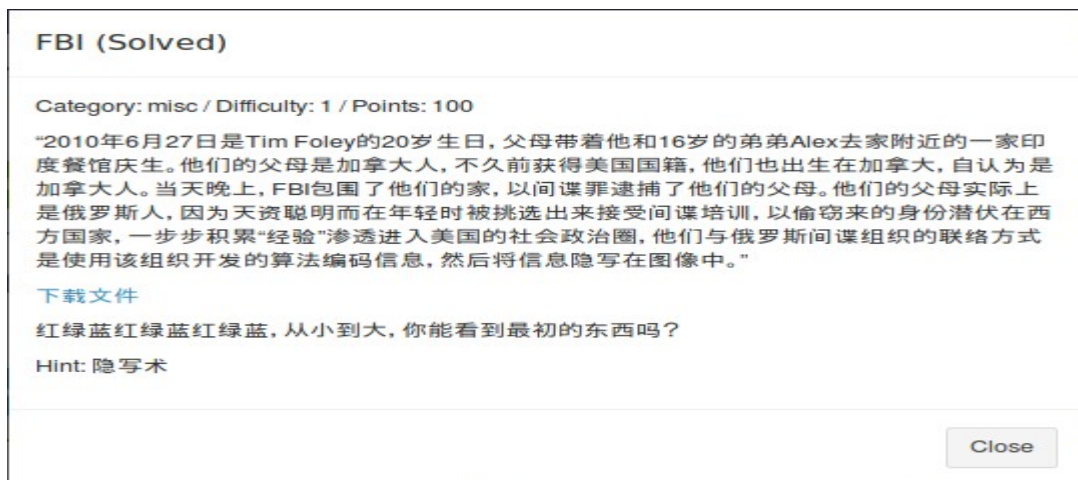 FBI (Solved)
Category: misc / Difficulty: 1 / Points: 100
“2010年6月27日是Tim Foley的20岁生日, 父母带着他和16岁的弟弟Alex去家附近的一家印
度餐馆庆生。他们的父母是加拿大人, 不久前获得美国国籍, 他们也出生在加拿大, 自认为是
加拿大人。当天晚上, FBI包围了他们的家, 以间谍罪逮捕了他们的父母。他们的父母实际上
是俄罗斯人, 因为天资聪明而在年轻时被挑选出来接受间谍培训, 以偷窃来的身份潜伏在西
方国家, 一步步积累“经验”渗透进入美国的社会政治圈, 他们与俄罗斯间谍组织的联络方式
是使用该组织开发的算法编码信息, 然后将信息隐写在图像中。”
下载文件
红绿蓝红绿蓝红绿蓝, 从小到大, 你能看到最初的东西吗?
Hint: 隐写术
Close